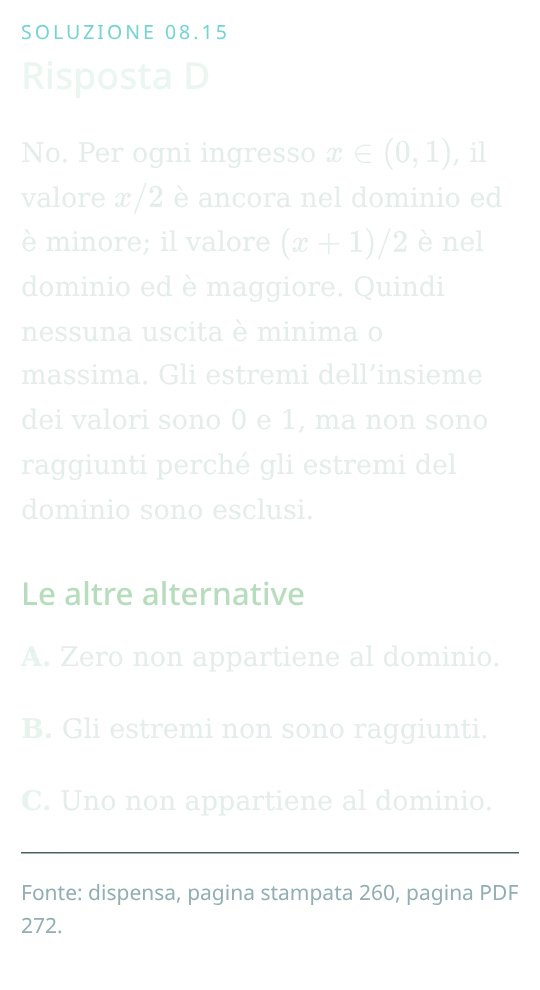 SOLUZIONE 08.15
Risposta D
No. Per ogni ingresso x ∈ (0, 1), il
valore x/2 è ancora nel dominio ed
è minore; il valore (x + 1)/2 è nel
dominio ed è maggiore. Quindi
nessuna uscita è minima o
massima. Gli estremi dell’insieme
dei valori sono 0 e 1, ma non sono
raggiunti perché gli estremi del
dominio sono esclusi.
Le altre alternative
A. Zero non appartiene al dominio.
B. Gli estremi non sono raggiunti.
C. Uno non appartiene al dominio.
Fonte: dispensa, pagina stampata 260, pagina PDF
272.